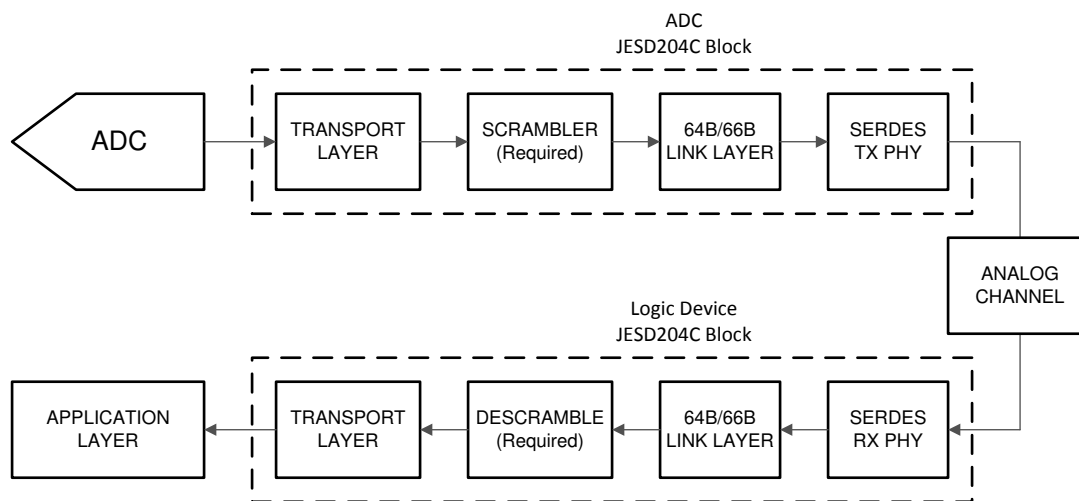 ADC
JESD204C Block
ADC
TRANSPORT
LAYER
SCRAMBLER
(Required)
64B/66B
LINK LAYER
SERDES
TX PHY
ANALOG
CHANNEL
Logic Device
JESD204C Block
APPLICATION
LAYER
TRANSPORT
LAYER
DESCRAMBLE
(Required)
64B/66B
LINK LAYER
SERDES
RX PHY